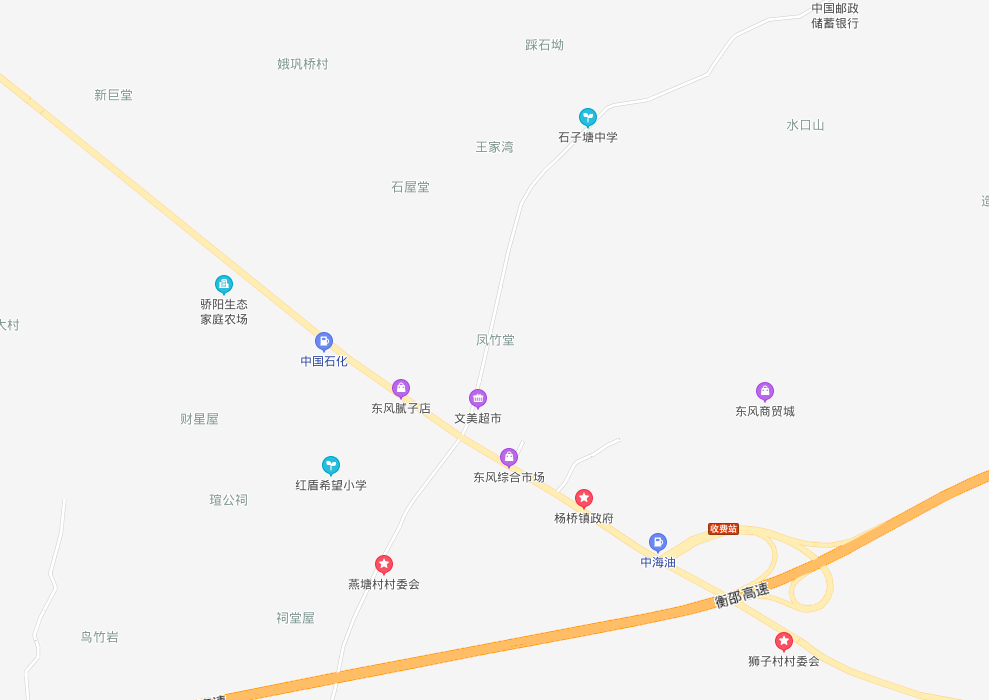 中国邮政
储蓄银行
踩石坳
娥巩桥村
新巨堂
水口山
石子塘中学
王家湾
石屋堂
骄阳生态
家庭农场
大村
凤竹堂
中国石化
东风腻子店
文美超市
东风商贸城
财星屋
东风综合市场
红盾希望小学
瑄公祠
杨桥镇政府
收费站
中海油
燕塘村村委会
衡邵高速
祠堂屋
鸟竹岩
狮子村村委会